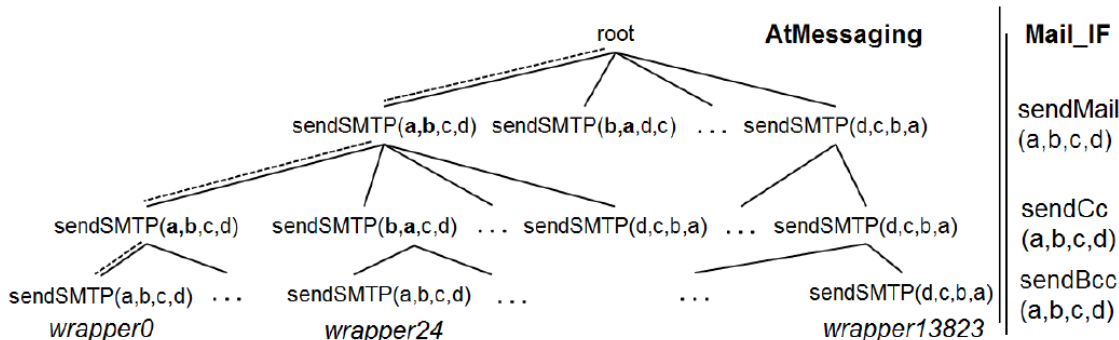 root AtMessaging Mail_IF
sendSMTP(a,b,c,d) sendSMTP(b,a,d,c) ... sendSMTP(d,c,b,a) sendMail
(a,b,c,d)
sendSMTP(a,b,c,d) sendSMTP(b,a,c,d) ... sendSMTP(d,c,b,a) ... sendSMTP(d,c,b,a) sendCc
(a,b,c,d)
sendSMTP(a,b,c,d) ... sendSMTP(a,b,c,d) ... ... sendSMTP(d,c,b,a) sendBcc
(a,b,c,d)
wrapper0 wrapper24 wrapper13823